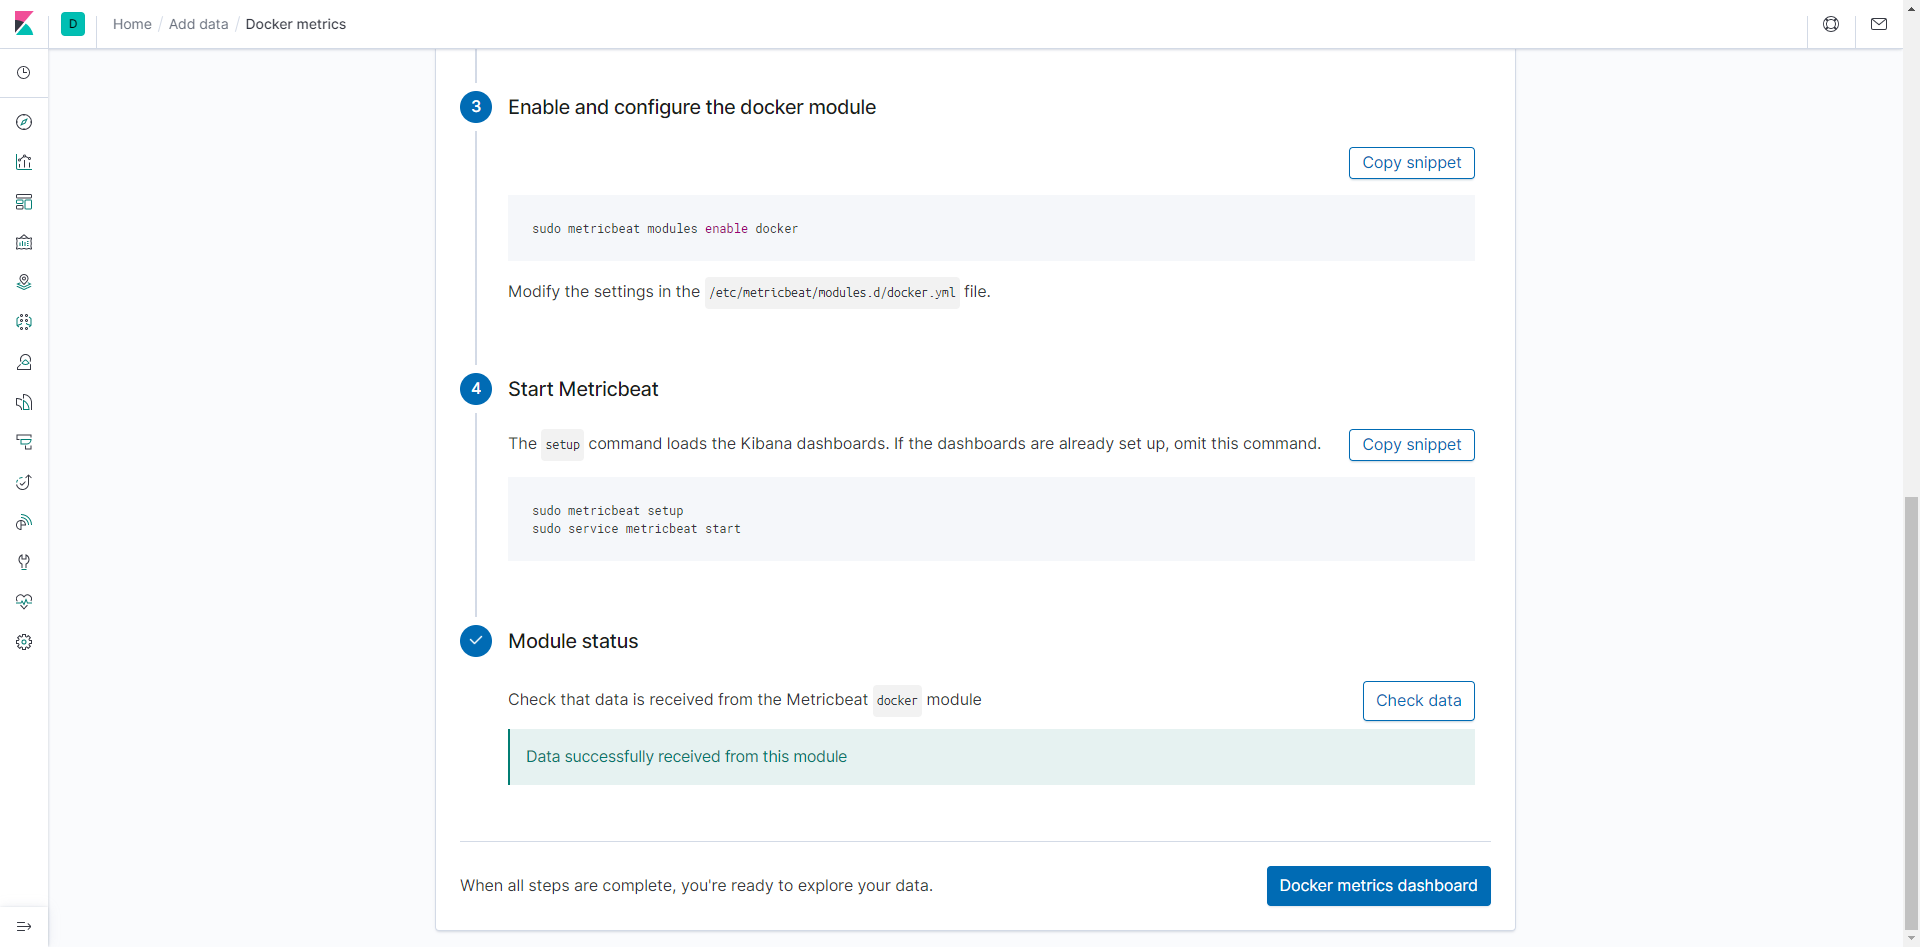 D
Home / Add data / Docker metrics
3 Enable and configure the docker module
Copy snippet
sudo metricbeat modules enable docker
Modify the settings in the /etc/metricbeat/modules.d/docker.yml file.
4 Start Metricbeat
The setup command loads the Kibana dashboards. If the dashboards are already set up, omit this command.
Copy snippet
sudo metricbeat setup
sudo service metricbeat start
Module status
Check that data is received from the Metricbeat docker module
Check data
Data successfully received from this module
When all steps are complete, you're ready to explore your data.
Docker metrics dashboard